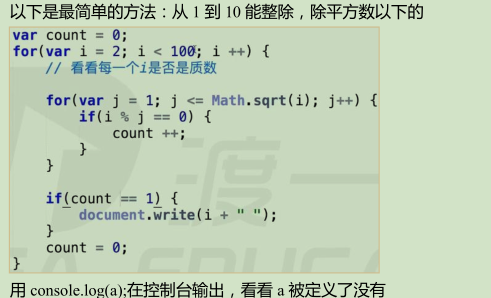 以下是最简单的方法：从 1 到 10 能整除，除平方数以下的
var count = 0;
for(var i = 2; i < 100; i ++) {
// 看看每一个i是否是质数
for(var j = 1; j <= Math.sqrt(i); j++) {
if(i % j == 0) {
count ++;
}
}
if(count == 1) {
document.write(i + " ");
}
count = 0;
}
用 console.log(a);在控制台输出，看看 a 被定义了没有